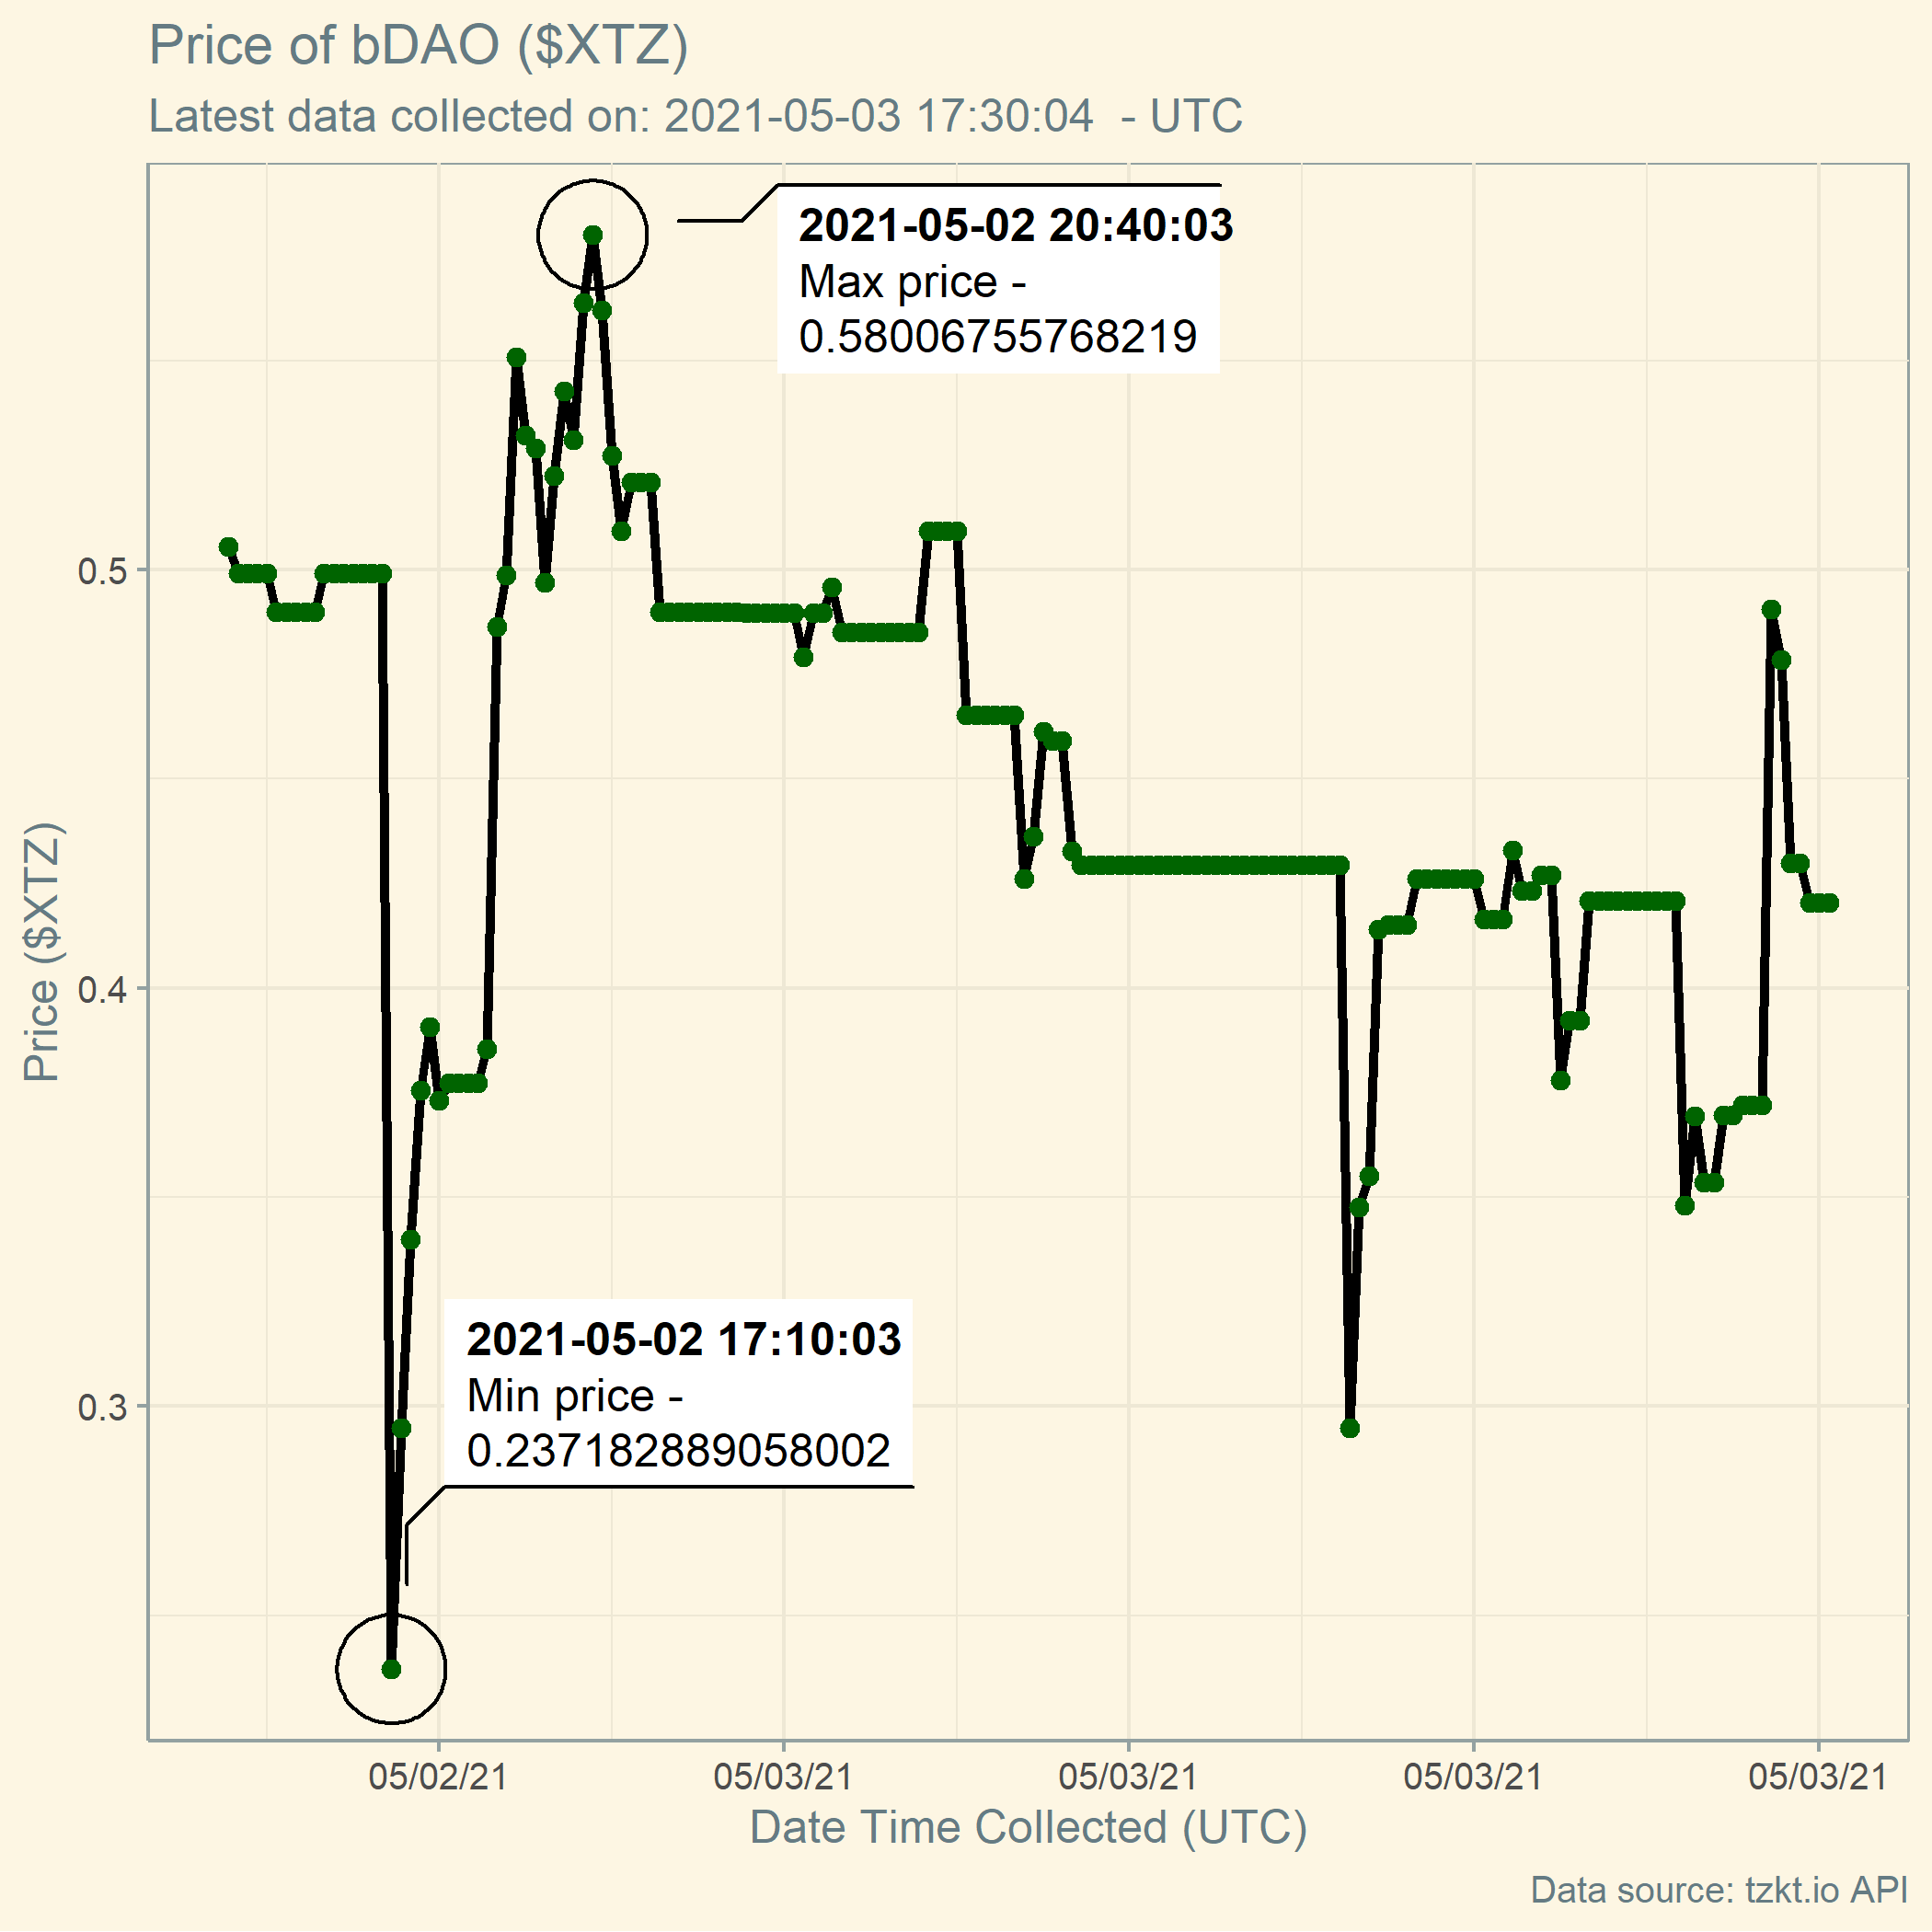 Price of bDAO ($XTZ)
Latest data collected on: 2021-05-03 17:30:04  - UTC
2021-05-02 20:40:03
Max price -
0.58006755768219
0.5
Price ($XTZ)
0.4
2021-05-02 17:10:03
Min price -
0.237182889058002
0.3
05/02/21 05/03/21 05/03/21 05/03/21 05/03/21
Date Time Collected (UTC)
Data source: tzkt.io API